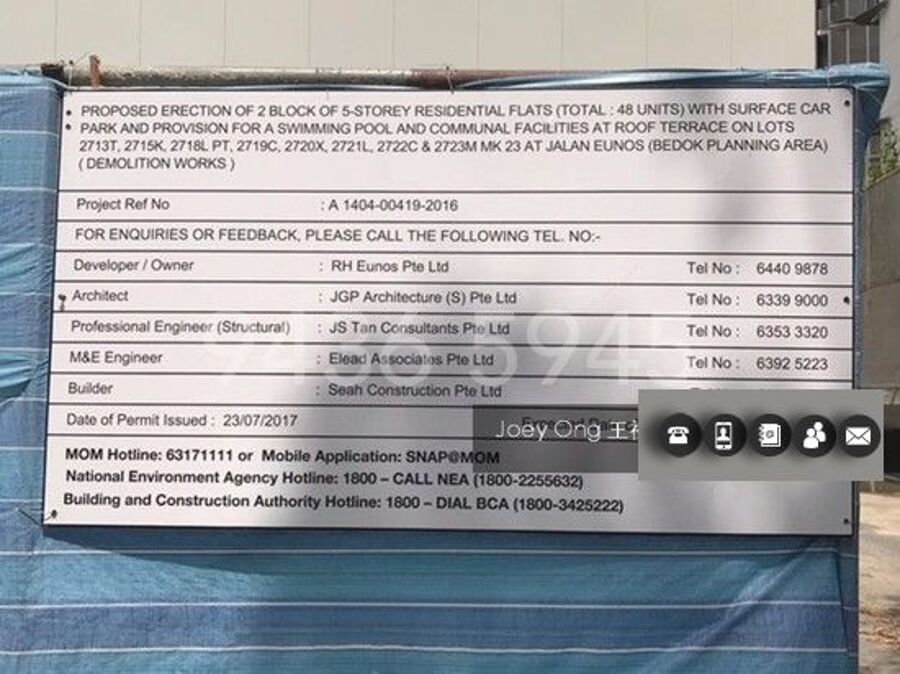 PROPOSED ERECTION OF 2 BLOCK OF 5-STOREY RESIDENTIAL FLATS (TOTAL : 48 UNITS) WITH SURFACE CAR
PARK AND PROVISION FOR A SWIMMING POOL AND COMMUNAL FACILITIES AT ROOF TERRACE ON LOTS
2713T, 2715K, 2718L PT, 2719C, 2720X, 2721L, 2722C & 2723M MK 23 AT JALAN EUNOS (BEDOK PLANNING AREA)
( DEMOLITION WORKS )
Project Ref No : A 1404-00419-2016
FOR ENQUIRIES OR FEEDBACK, PLEASE CALL THE FOLLOWING TEL. NO:-
Developer / Owner : RH Eunos Pte Ltd Tel No : 6440 9878
Architect : JGP Architecture (S) Pte Ltd Tel No : 6339 9000
Professional Engineer (Structural) : JS Tan Consultants Pte Ltd Tel No : 6353 3320
9436 5945
M&E Engineer : Elead Associates Pte Ltd Tel No : 6392 5223
Builder : Seah Construction Pte Ltd
Date of Permit Issued : 23/07/2017
Joey Ong 王
MOM Hotline: 63171111 or Mobile Application: SNAP@MOM
National Environment Agency Hotline: 1800 – CALL NEA (1800-2255632)
Building and Construction Authority Hotline: 1800 – DIAL BCA (1800-3425222)